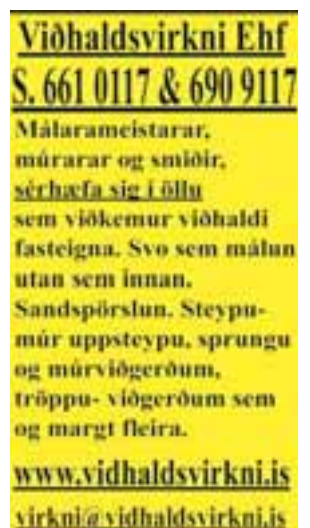 Viðhaldsvirkni Ehf
S. 661 0117 & 690 9117
Málarameistarar,
múrarar og smiðir,
sérhæfa sig í öllu
sem viðkemur viðhaldi
fasteigna. Svo sem málun
utan sem innan.
Sandspörslun. Steypu-
múr uppsteypu, sprungu
og múrviðgerðum,
tröppu- viðgerðum sem
og margt fleira.
www.vidhaldsvirkni.is
virkni@vidhaldsvirkni.is